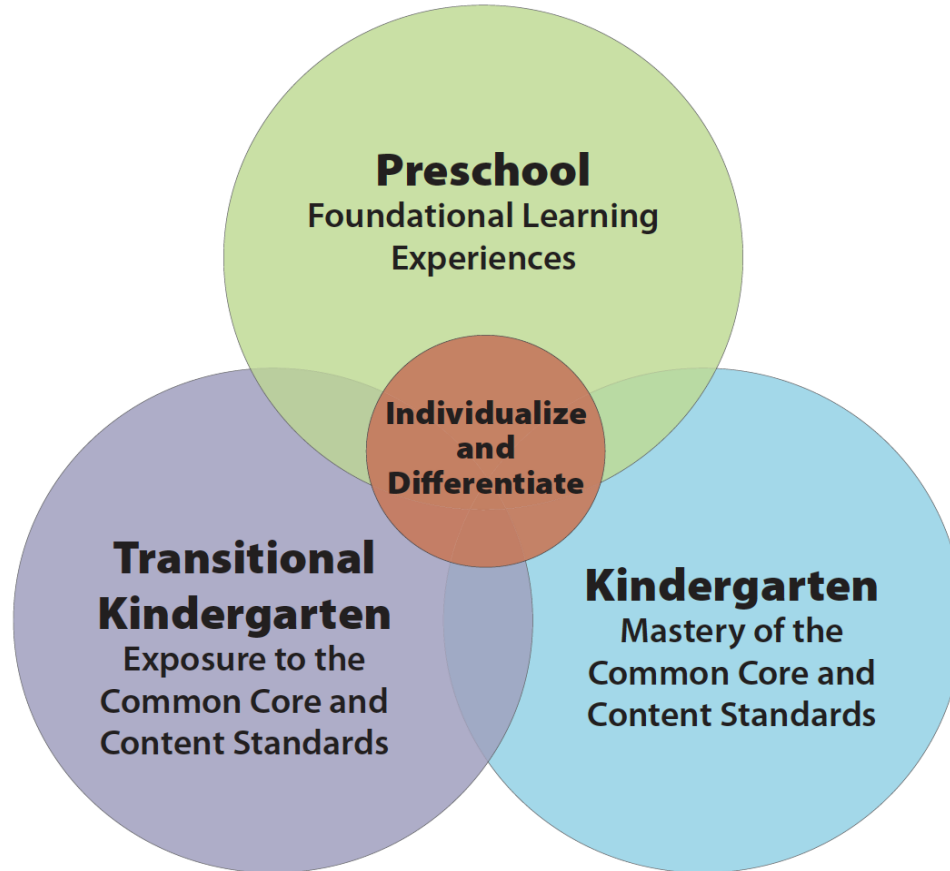 Preschool
Foundational Learning
Experiences
Individualize
and
Differentiate
Transitional
Kindergarten
Exposure to the
Common Core and
Content Standards
Kindergarten
Mastery of the
Common Core and
Content Standards